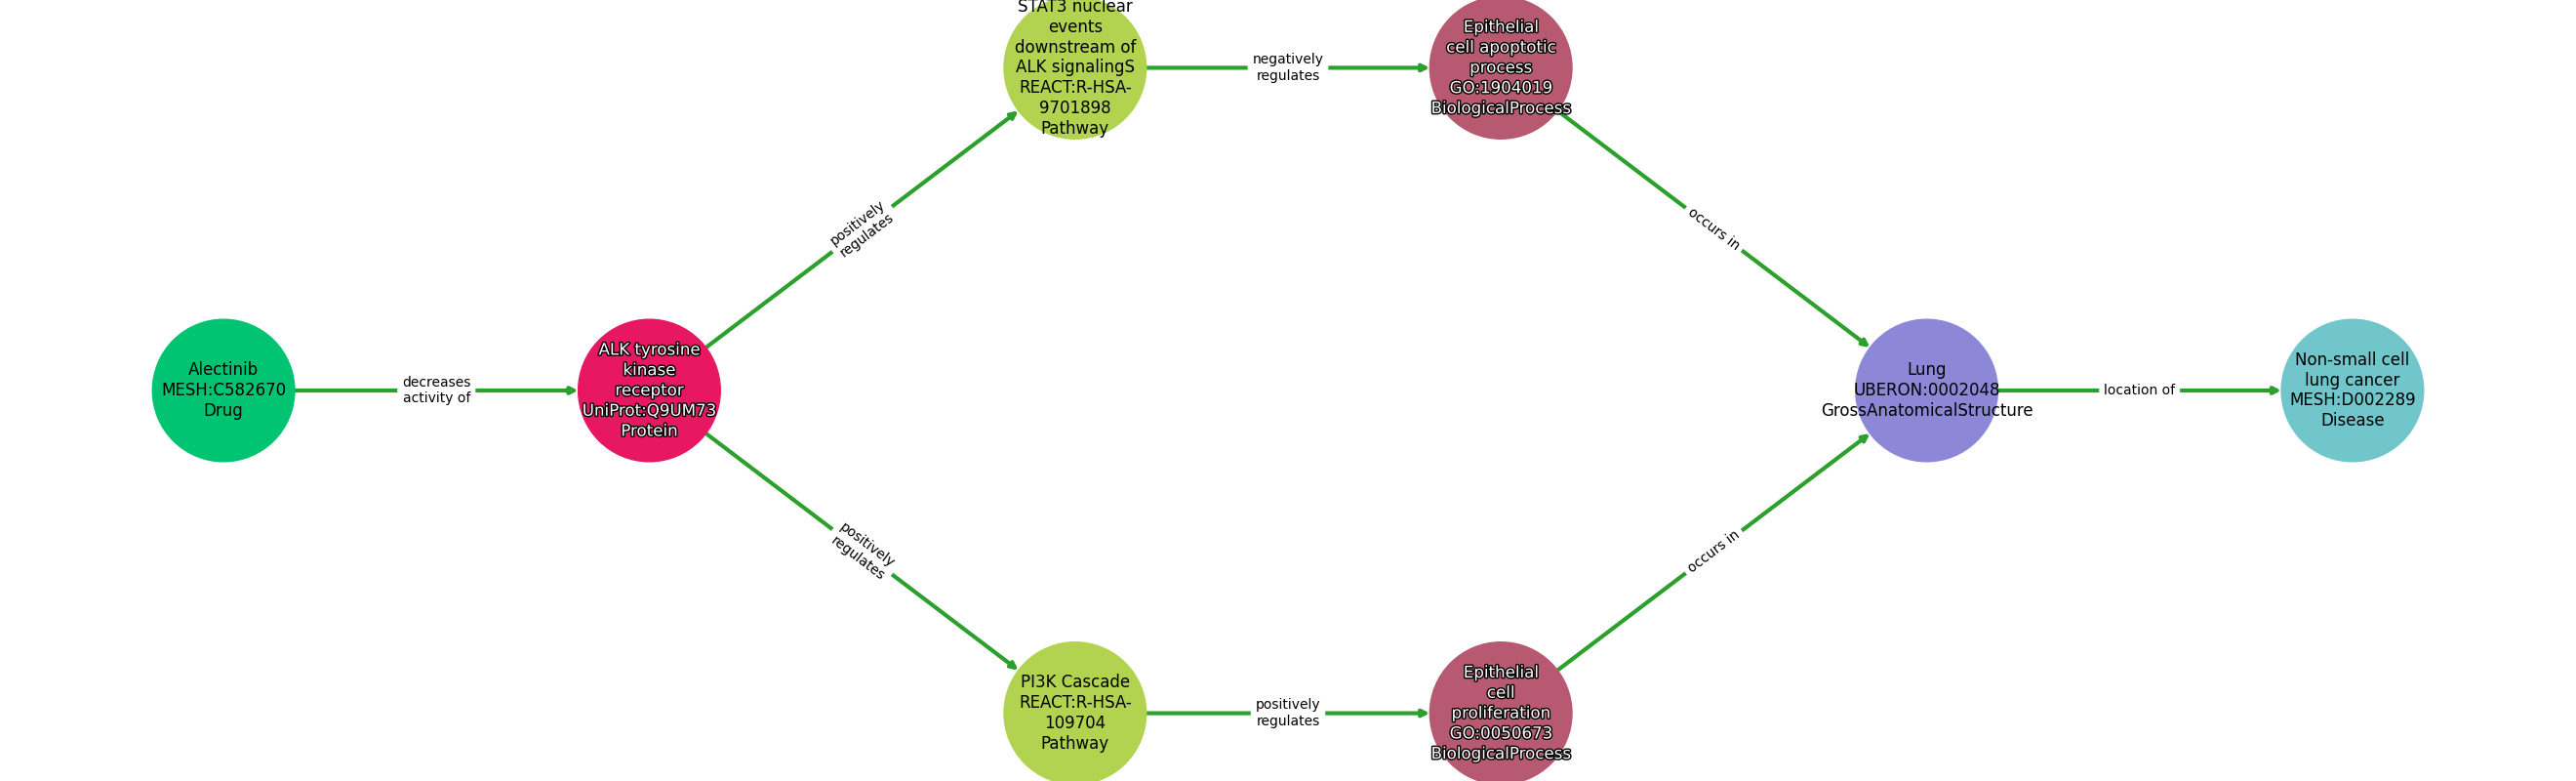 STAT3 nuclear
events
downstream of
ALK signalingS
REACT:R-HSA-
9701898
Pathway
negatively
regulates
Epithelial
cell apoptotic
process
GO:1904019
BiologicalProcess
positively
regulates
occurs in
Alectinib
MESH:C582670
Drug
decreases
activity of
ALK tyrosine
kinase
receptor
UniProt:Q9UM73
Protein
Lung
UBERON:0002048
GrossAnatomicalStructure
location of
Non-small cell
lung cancer
MESH:D002289
Disease
positively
regulates
occurs in
PI3K Cascade
REACT:R-HSA-
109704
Pathway
positively
regulates
Epithelial
cell
proliferation
GO:0050673
BiologicalProcess